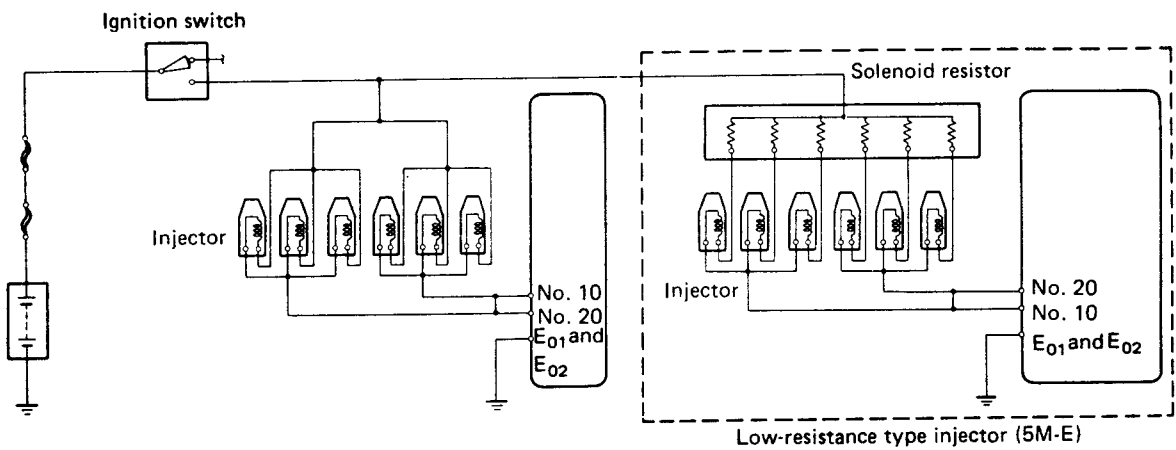 Ignition switch
Solenoid resistor
Injector
No. 10
No. 20
E01 and
E02
Injector
No. 20
No. 10
E01 and E02
Low-resistance type injector (5M-E)